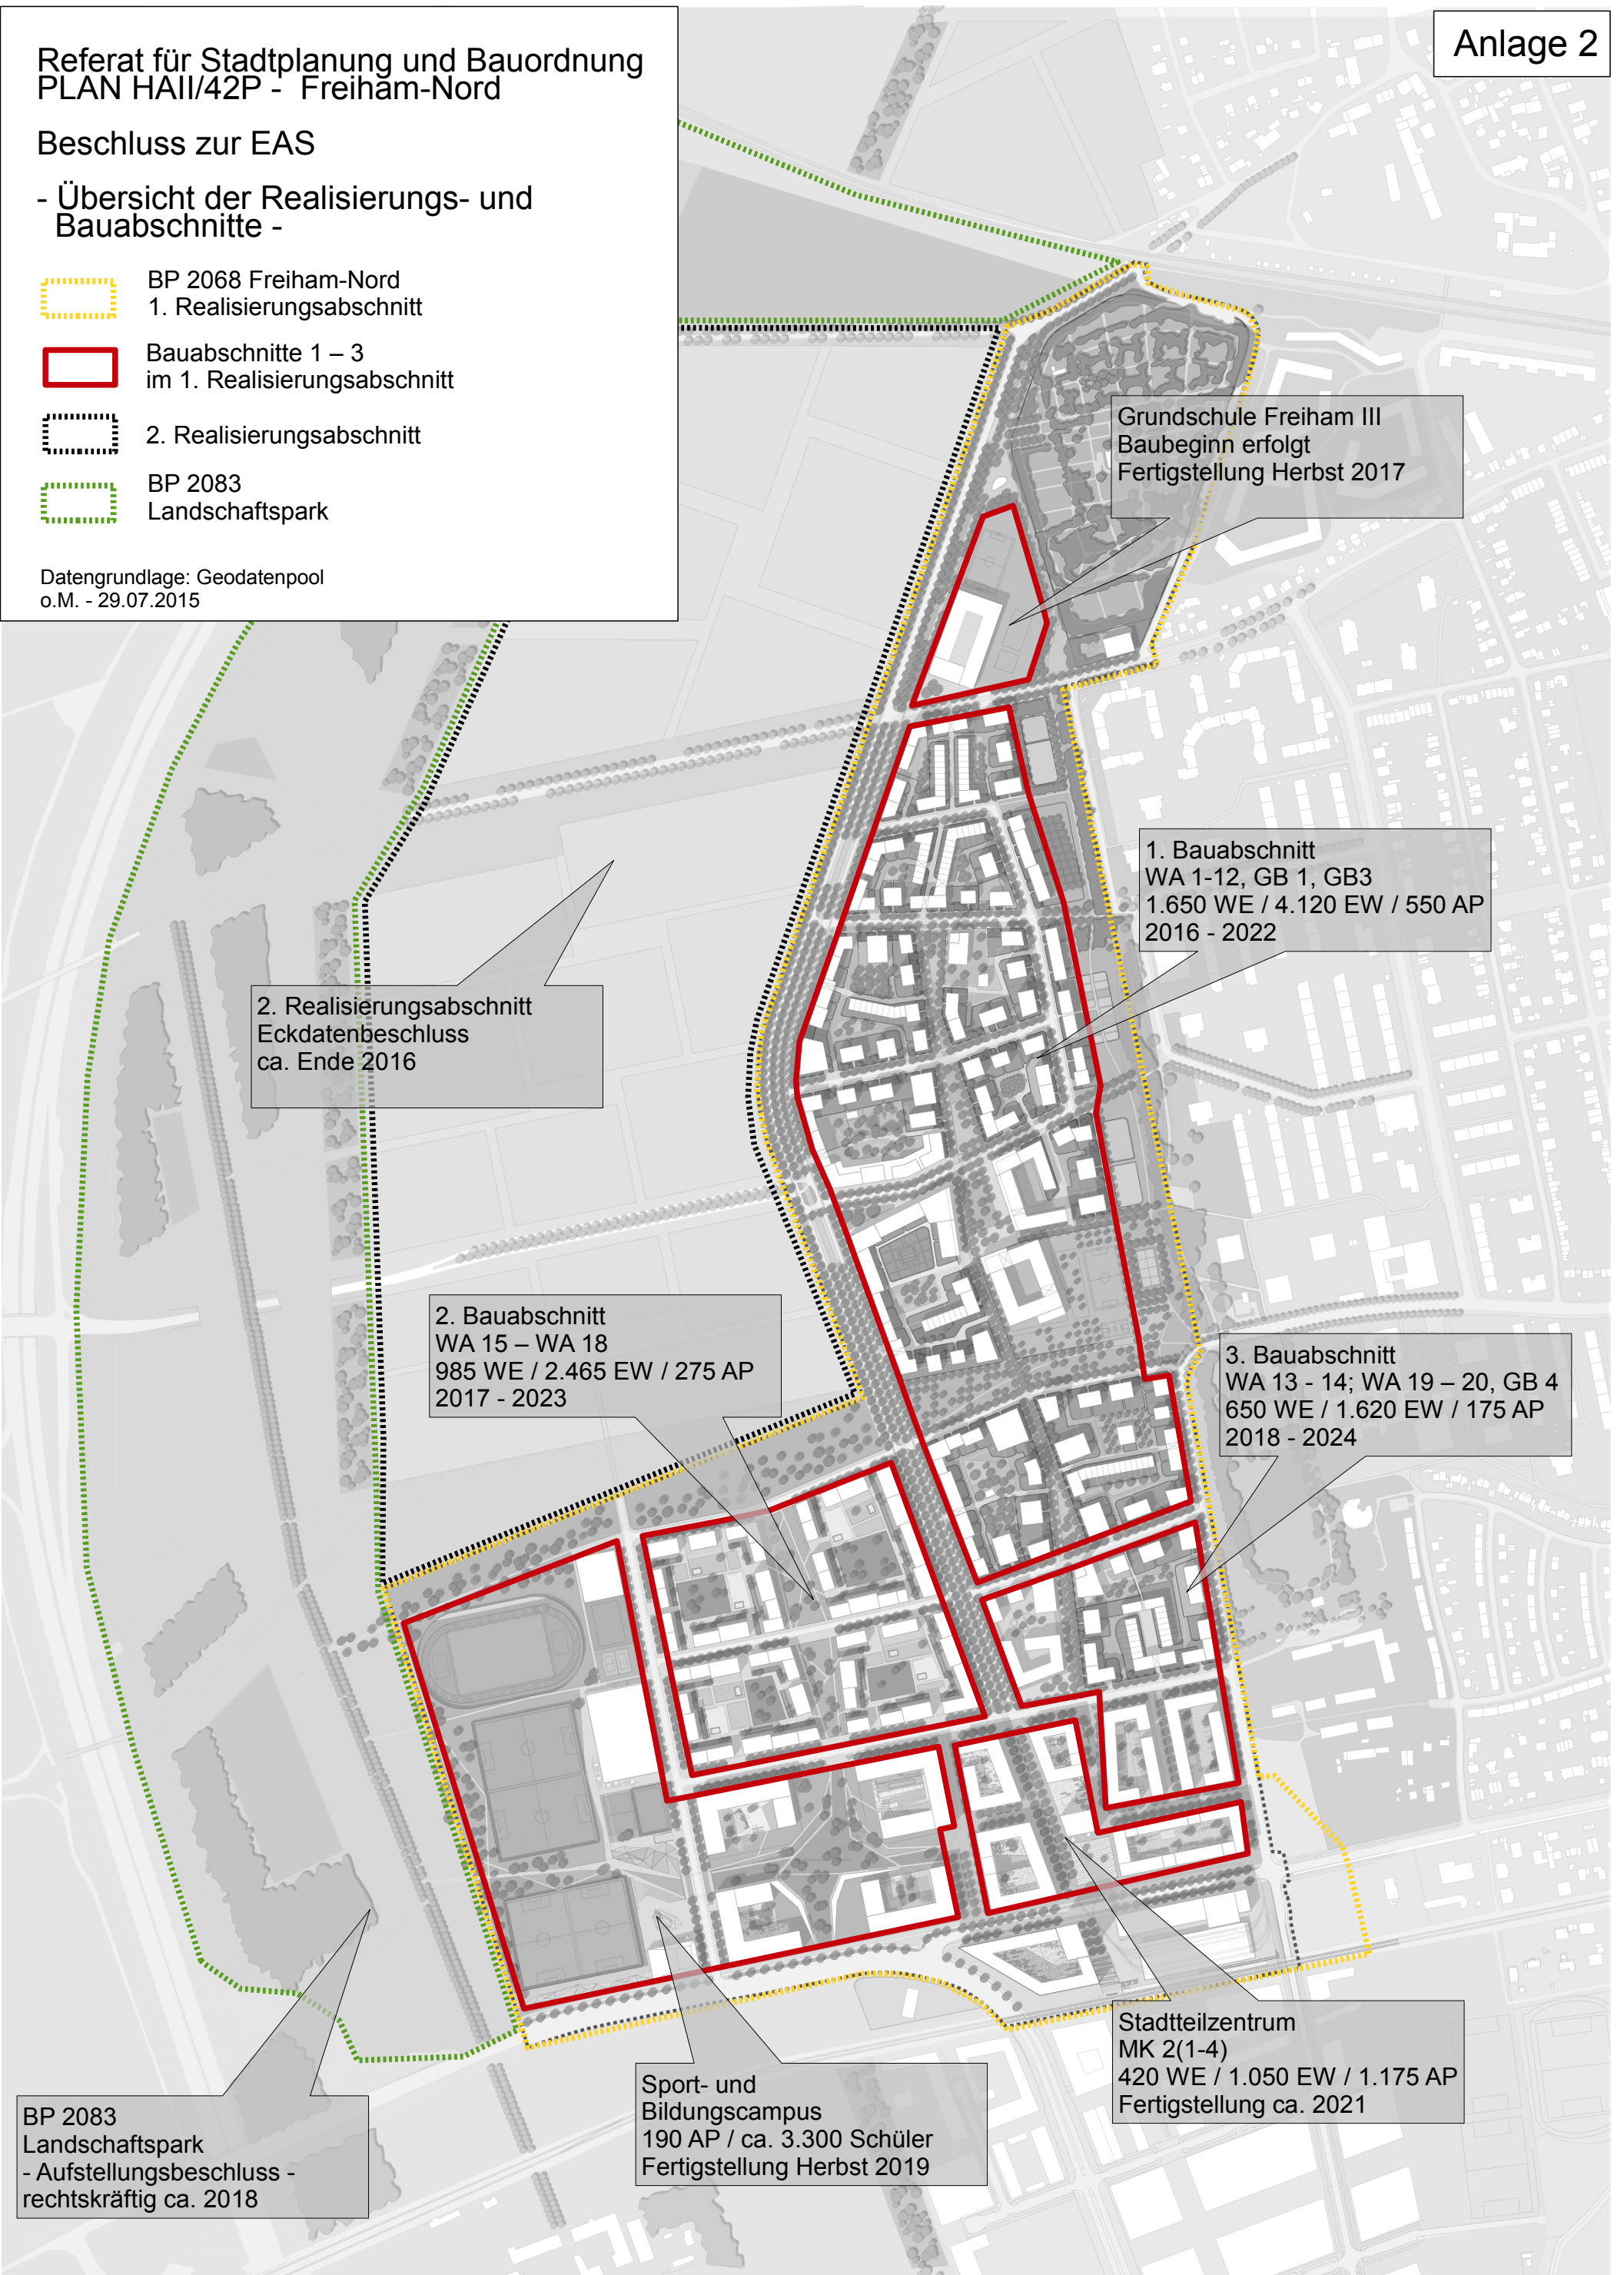 Referat für Stadtplanung und Bauordnung
PLAN HAII/42P - Freiham-Nord
Beschluss zur EAS
- Übersicht der Realisierungs- und
Bauabschnitte -
BP 2068 Freiham-Nord
1. Realisierungsabschnitt
Bauabschnitte 1 – 3
im 1. Realisierungsabschnitt
2. Realisierungsabschnitt
BP 2083
Landschaftspark
Datengrundlage: Geodatenpool
o.M. - 29.07.2015
Anlage 2
Grundschule Freiham III
Baubeginn erfolgt
Fertigstellung Herbst 2017
1. Bauabschnitt
WA 1-12, GB 1, GB3
1.650 WE / 4.120 EW / 550 AP
2016 - 2022
2. Realisierungsabschnitt
Eckdatenbeschluss
ca. Ende 2016
2. Bauabschnitt
WA 15 – WA 18
985 WE / 2.465 EW / 275 AP
2017 - 2023
3. Bauabschnitt
WA 13 - 14; WA 19 – 20, GB 4
650 WE / 1.620 EW / 175 AP
2018 - 2024
Stadtteilzentrum
MK 2(1-4)
420 WE / 1.050 EW / 1.175 AP
Fertigstellung ca. 2021
Sport- und
Bildungscampus
190 AP / ca. 3.300 Schüler
Fertigstellung Herbst 2019
BP 2083
Landschaftspark
- Aufstellungsbeschluss -
rechtskräftig ca. 2018